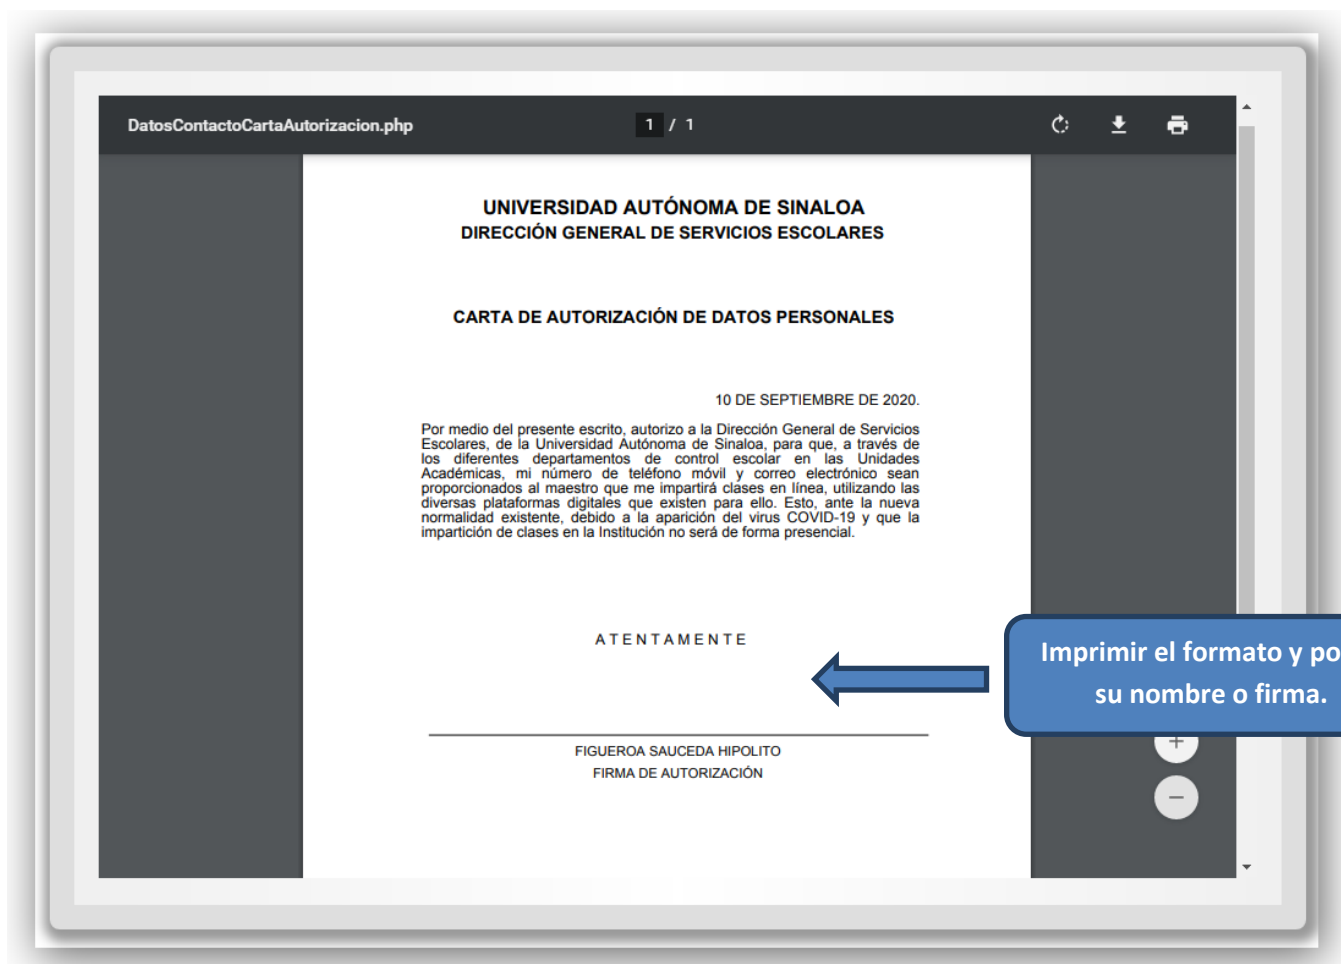 DatosContactoCartaAutorizacion.php
1 / 1
UNIVERSIDAD AUTÓNOMA DE SINALOA
DIRECCIÓN GENERAL DE SERVICIOS ESCOLARES
CARTA DE AUTORIZACIÓN DE DATOS PERSONALES
10 DE SEPTIEMBRE DE 2020.
Por medio del presente escrito, autorizo a la Dirección General de Servicios
Escolares, de la Universidad Autónoma de Sinaloa, para que, a través de
los diferentes departamentos de control escolar en las Unidades
Académicas, mi número de teléfono móvil y correo electrónico sean
proporcionados al maestro que me impartirá clases en línea, utilizando las
diversas plataformas digitales que existen para ello. Esto, ante la nueva
normalidad existente, debido a la aparición del virus COVID-19 y que la
impartición de clases en la Institución no será de forma presencial.
A T E N T A M E N T E
Imprimir el formato y po
su nombre o firma.
FIGUEROA SAUCEDA HIPOLITO
FIRMA DE AUTORIZACIÓN